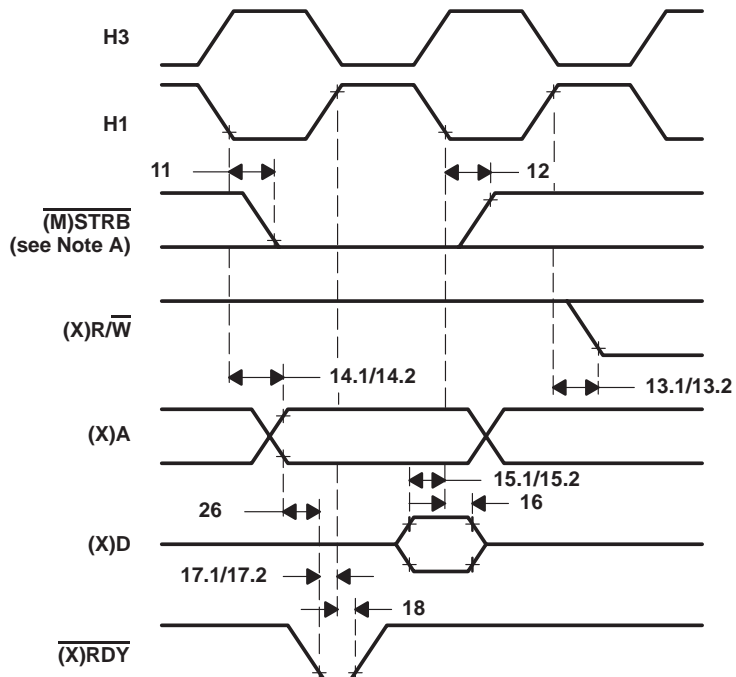 H3
H1
11
12
(M)STRB
(see Note A)
(X)R/W
14.1/14.2
13.1/13.2
(X)A
15.1/15.2
26
16
(X)D
17.1/17.2
18
(X)RDY